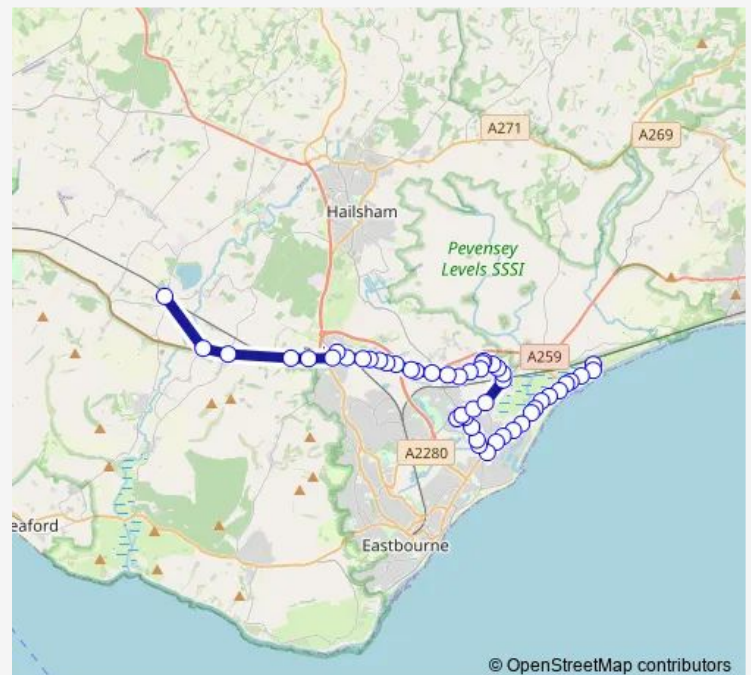 A271
A269
Hailsham
Pevensey
Levels SSSI
A259
A2280
eaford
Eastbourne
© OpenStreetMap contributors